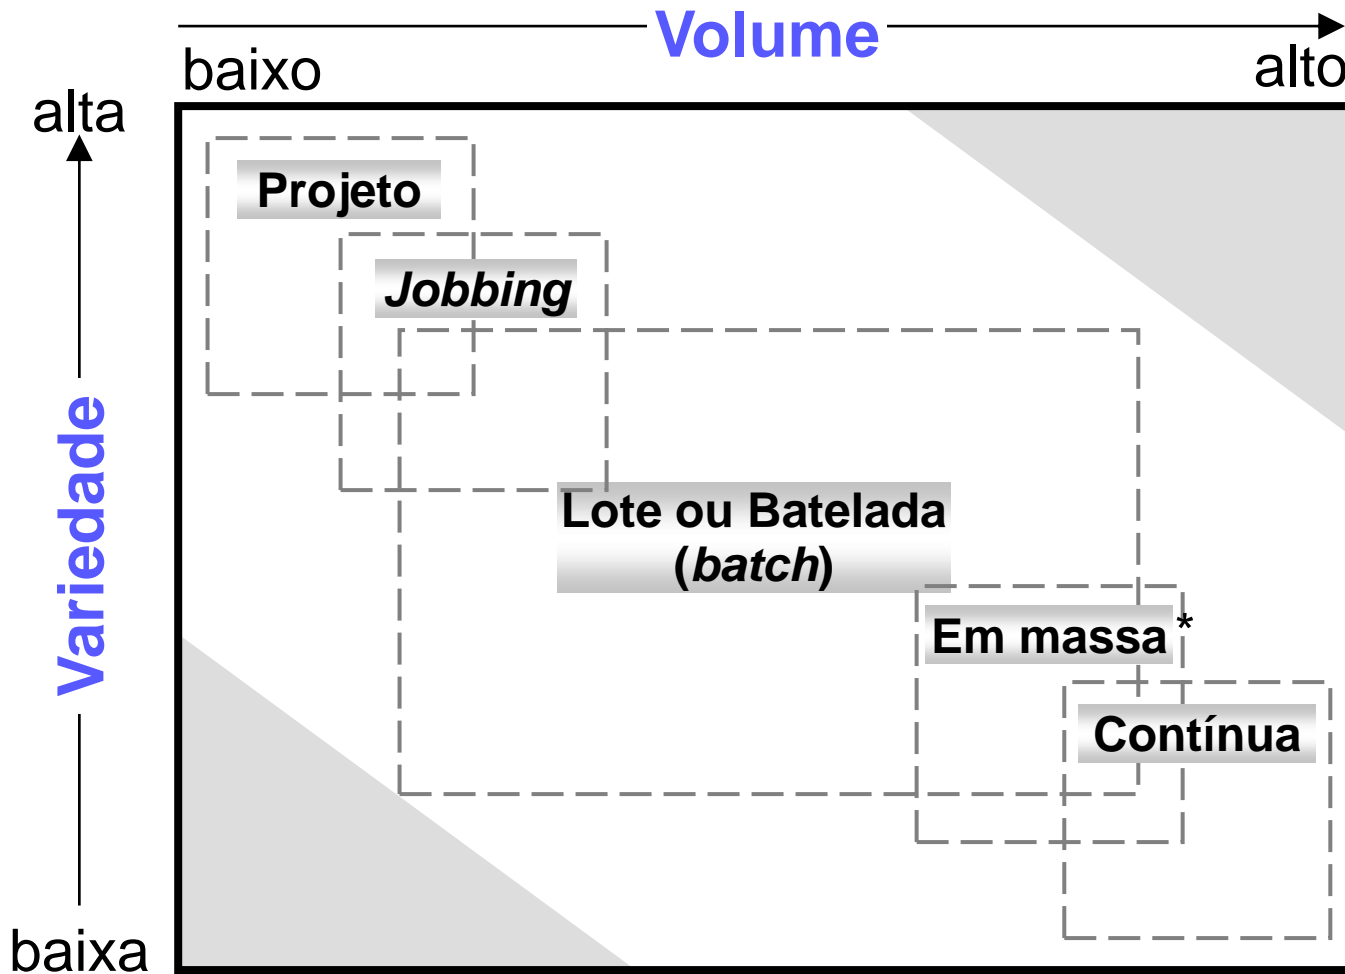 Volume
baixo
alto
alta
Projeto
Jobbing
Variedade
Lote ou Batelada
(batch)
Em massa*
Contínua
baixa